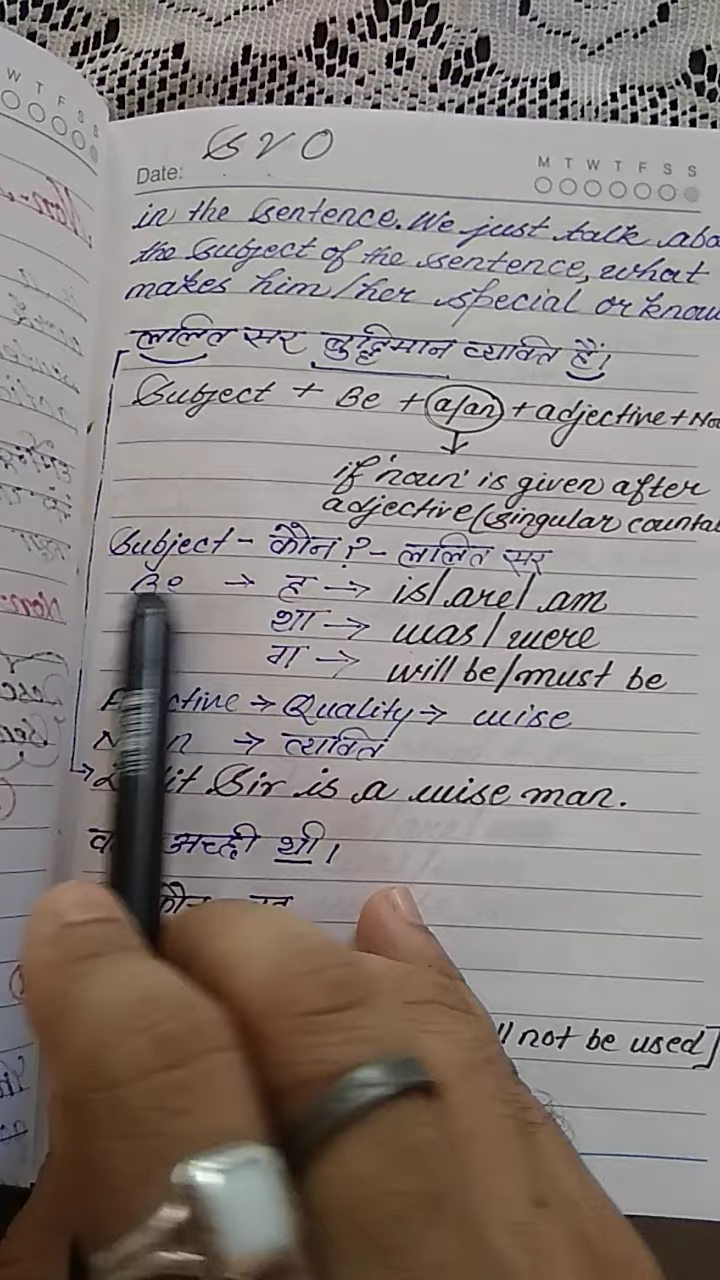 W T F S S
S V O
Date:
M T W T F S S
in the sentence. We just talk abo
the subject of the sentence, what
makes him/her special or know
ललित सर बुद्धिमान व्यक्ति हैं।
Subject + Be + a/an + adjective + No
if 'noun' is given after
adjective (singular counta
Subject - कौन? - ललित सर
Be → ह → is/are/am
था → was/were
ग → will be/must be
ctive → Quality → wise
n → व्यक्ति
it Sir is a wise man.
अच्छी थी।
कौन
not be used]